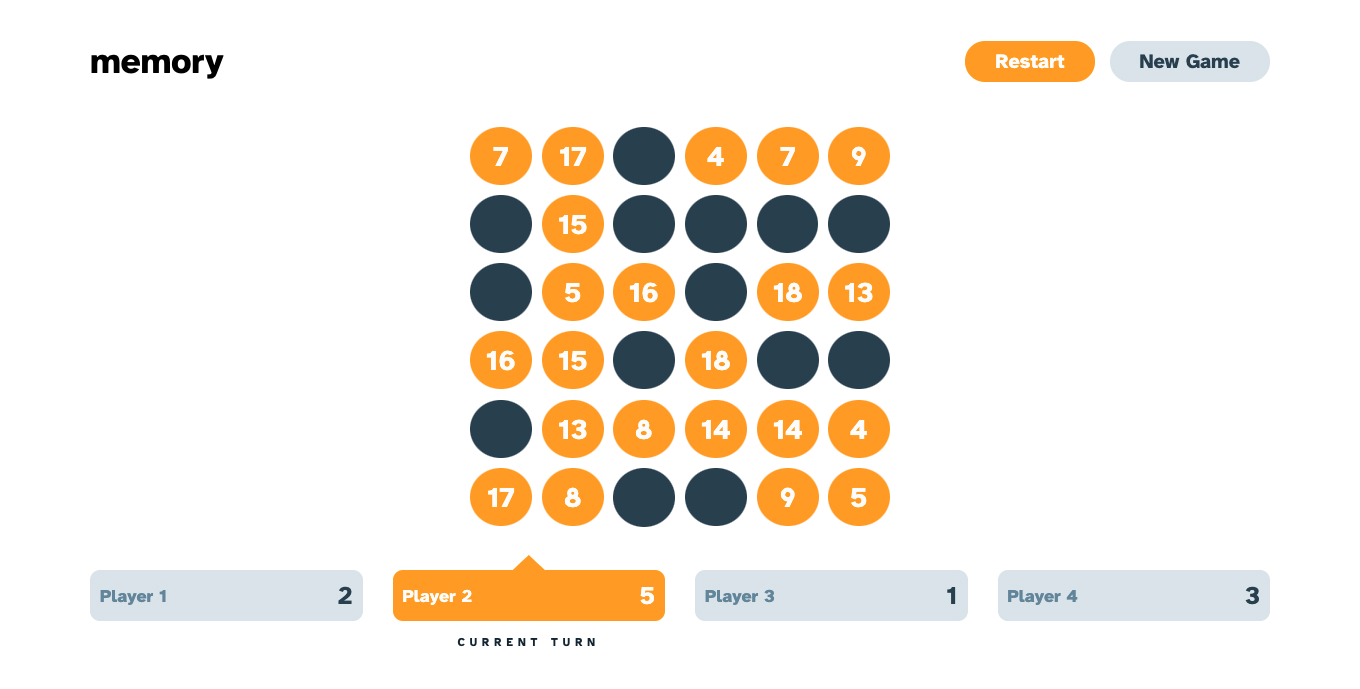 memory
Restart New Game
7 17 4 7 9
15
5 16 18 13
16 15 18
13 8 14 14 4
17 8 9 5
Player 1 2 Player 2 5 Player 3 1 Player 4 3
CURRENT TURN